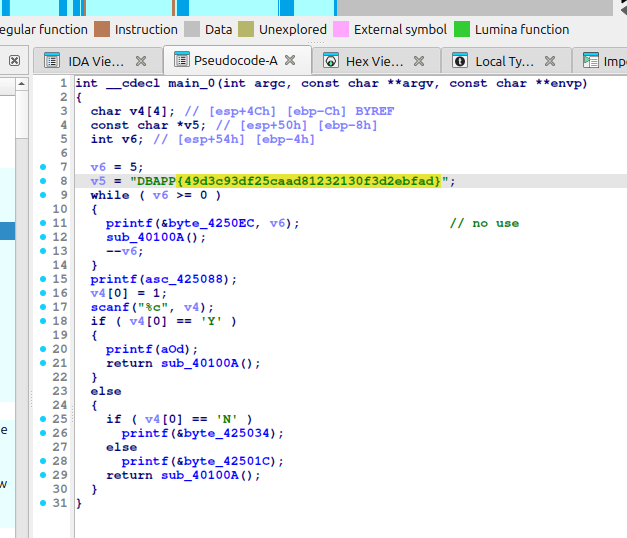 egular function Instruction Data Unexplored External symbol Lumina function
IDA Vie... Pseudocode-A Hex Vie... Local Ty... Impo
1 int __cdecl main_0(int argc, const char **argv, const char **envp)
2 {
3 char v4[4]; // [esp+4Ch] [ebp-Ch] BYREF
4 const char *v5; // [esp+50h] [ebp-8h]
5 int v6; // [esp+54h] [ebp-4h]
6
7 v6 = 5;
8 v5 = "DBAPP{49d3c93df25caad81232130f3d2ebfad}";
9 while ( v6 >= 0 )
10 {
11 printf(&byte_4250EC, v6); // no use
12 sub_40100A();
13 --v6;
14 }
15 printf(asc_425088);
16 v4[0] = 1;
17 scanf("%c", v4);
18 if ( v4[0] == 'Y' )
19 {
20 printf(aOd);
21 return sub_40100A();
22 }
23 else
24 {
25 if ( v4[0] == 'N' )
26 printf(&byte_425034);
27 else
28 printf(&byte_42501C);
29 return sub_40100A();
30 }
31 }
e
w